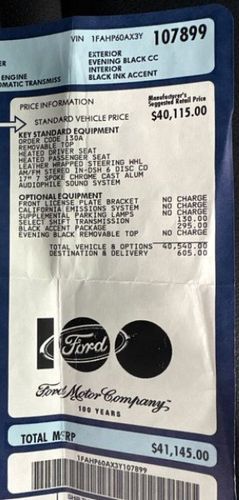 VIN 1FAHP60AX3Y 107899
EXTERIOR
EVENING BLACK CC
INTERIOR
BLACK INK ACCENT
ER
ENGINE
OMATIC TRANSMISS
PRICE INFORMATION
Manufacturer's
Suggested Retail Price
STANDARD VEHICLE PRICE $40,115.00
KEY STANDARD EQUIPMENT
ORDER CODE 130A
REMOVABLE TOP
HEATED DRIVER SEAT
HEATED PASSENGER SEAT
LEATHER WRAPPED STEERING WHL
AM/FM STEREO IN-DSH 6 DISC CD
17" 7 SPOKE CHROME CAST ALUM
AUDIOPHILE SOUND SYSTEM
OPTIONAL EQUIPMENT
FRONT LICENSE PLATE BRACKET NO CHARGE
CALIFORNIA EMISSIONS SYSTEM NO CHARGE
SUPPLEMENTAL PARKING LAMPS NO CHARGE
SELECT SHIFT TRANSMISSION 130.00
BLACK ACCENT PACKAGE 295.00
EVENING BLACK REMOVABLE TOP NO CHARGE
TOTAL VEHICLE & OPTIONS 40,540.00
DESTINATION & DELIVERY 605.00
Ford
Ford Motor Company
100 YEARS
TOTAL MSRP $41,145.00
1FAHP60AX3Y107899